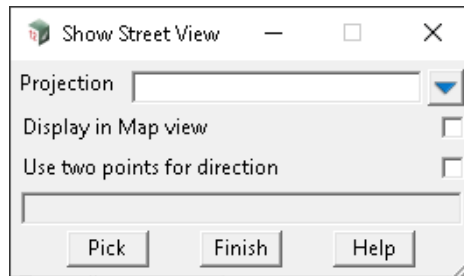 Show Street View
Projection
Display in Map view
Use two points for direction
Pick Finish Help